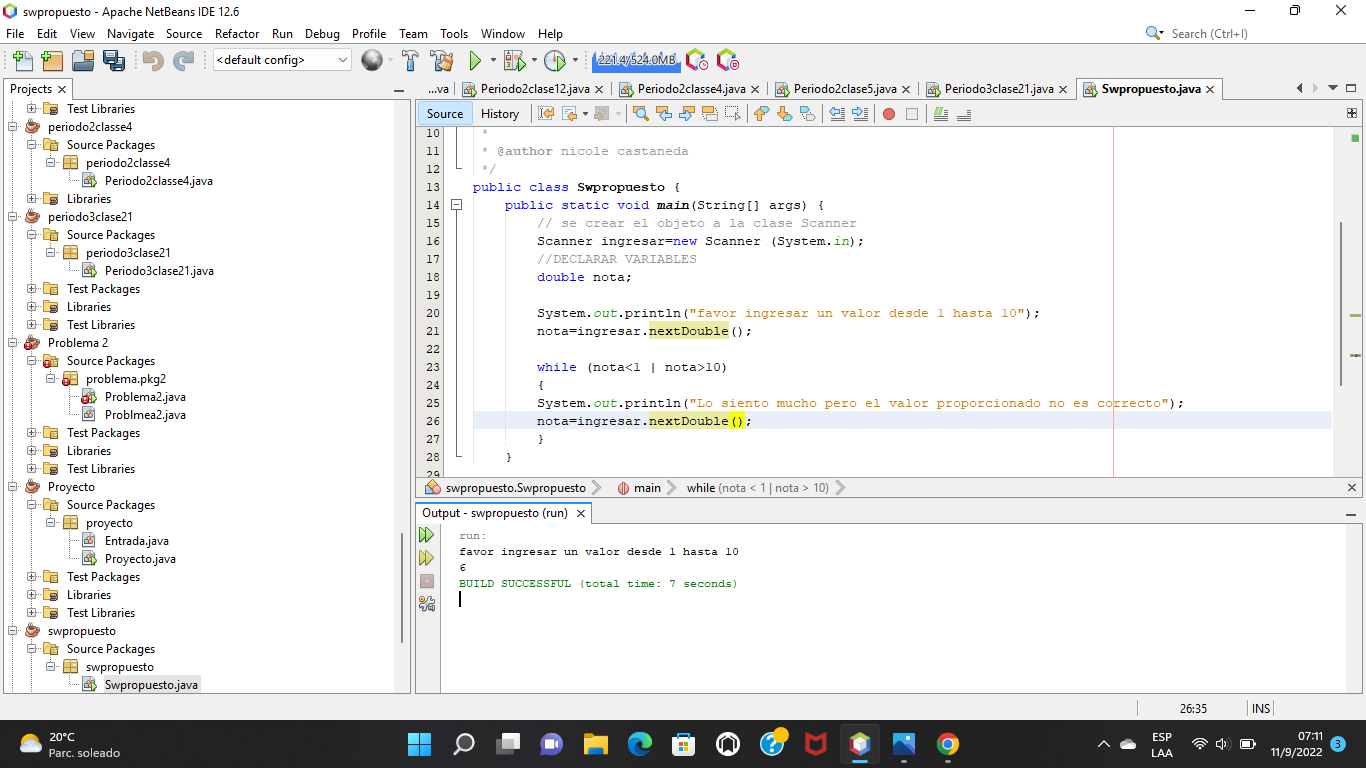 swpropuesto - Apache NetBeans IDE 12.6
File Edit View Navigate Source Refactor Run Debug Profile Team Tools Window Help
Search (Ctrl+I)
<default config>
221.4/524.0MB
Projects
Test Libraries
periodo2classe4
Source Packages
periodo2classe4
Periodo2classe4.java
Libraries
periodo3clase21
Source Packages
periodo3clase21
Periodo3clase21.java
Test Packages
Libraries
Test Libraries
Problema 2
Source Packages
problema.pkg2
Problema2.java
Problmea2.java
Test Packages
Libraries
Test Libraries
Proyecto
Source Packages
proyecto
Entrada.java
Proyecto.java
Test Packages
Libraries
Test Libraries
swpropuesto
Source Packages
swpropuesto
Swpropuesto.java
...va Periodo2clase12.java Periodo2classe4.java Periodo2clase5.java Periodo3clase21.java Swpropuesto.java
Source History
10 *
11 * @author nicole castaneda
12 */
13 public class Swpropuesto {
14 public static void main(String[] args) {
15 // se crear el objeto a la clase Scanner
16 Scanner ingresar=new Scanner (System.in);
17 //DECLARAR VARIABLES
18 double nota;
19
20 System.out.println("favor ingresar un valor desde 1 hasta 10");
21 nota=ingresar.nextDouble();
22
23 while (nota<1 | nota>10)
24 {
25 System.out.println("Lo siento mucho pero el valor proporcionado no es correcto");
26 nota=ingresar.nextDouble();
27 }
28 }
29
swpropuesto.Swpropuesto main while (nota < 1 | nota > 10)
Output - swpropuesto (run)
run:
favor ingresar un valor desde 1 hasta 10
6
BUILD SUCCESSFUL (total time: 7 seconds)
26:35 INS
20°C
Parc. soleado
ESP
LAA
07:11
11/9/2022
3